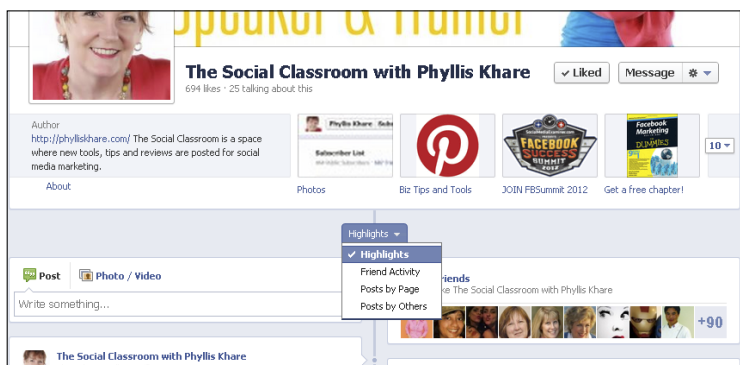 Speaker & Trainer
The Social Classroom with Phyllis Khare
694 likes · 25 talking about this
✓ Liked
Message
Author
http://phylliskhare.com/ The Social Classroom is a space
where new tools, tips and reviews are posted for social
media marketing.
About
Phyllis Khare
Subscriber List
Photos
Biz Tips and Tools
FACEBOOK
SUCCESS
SUMMIT
2012
JOIN FBSummit 2012
Facebook
Marketing
DUMMIES
Get a free chapter!
10
Highlights
✓ Highlights
Friend Activity
Posts by Page
Posts by Others
Post
Photo / Video
Write something...
riends
ke The Social Classroom with Phyllis Khare
+90
The Social Classroom with Phyllis Khare